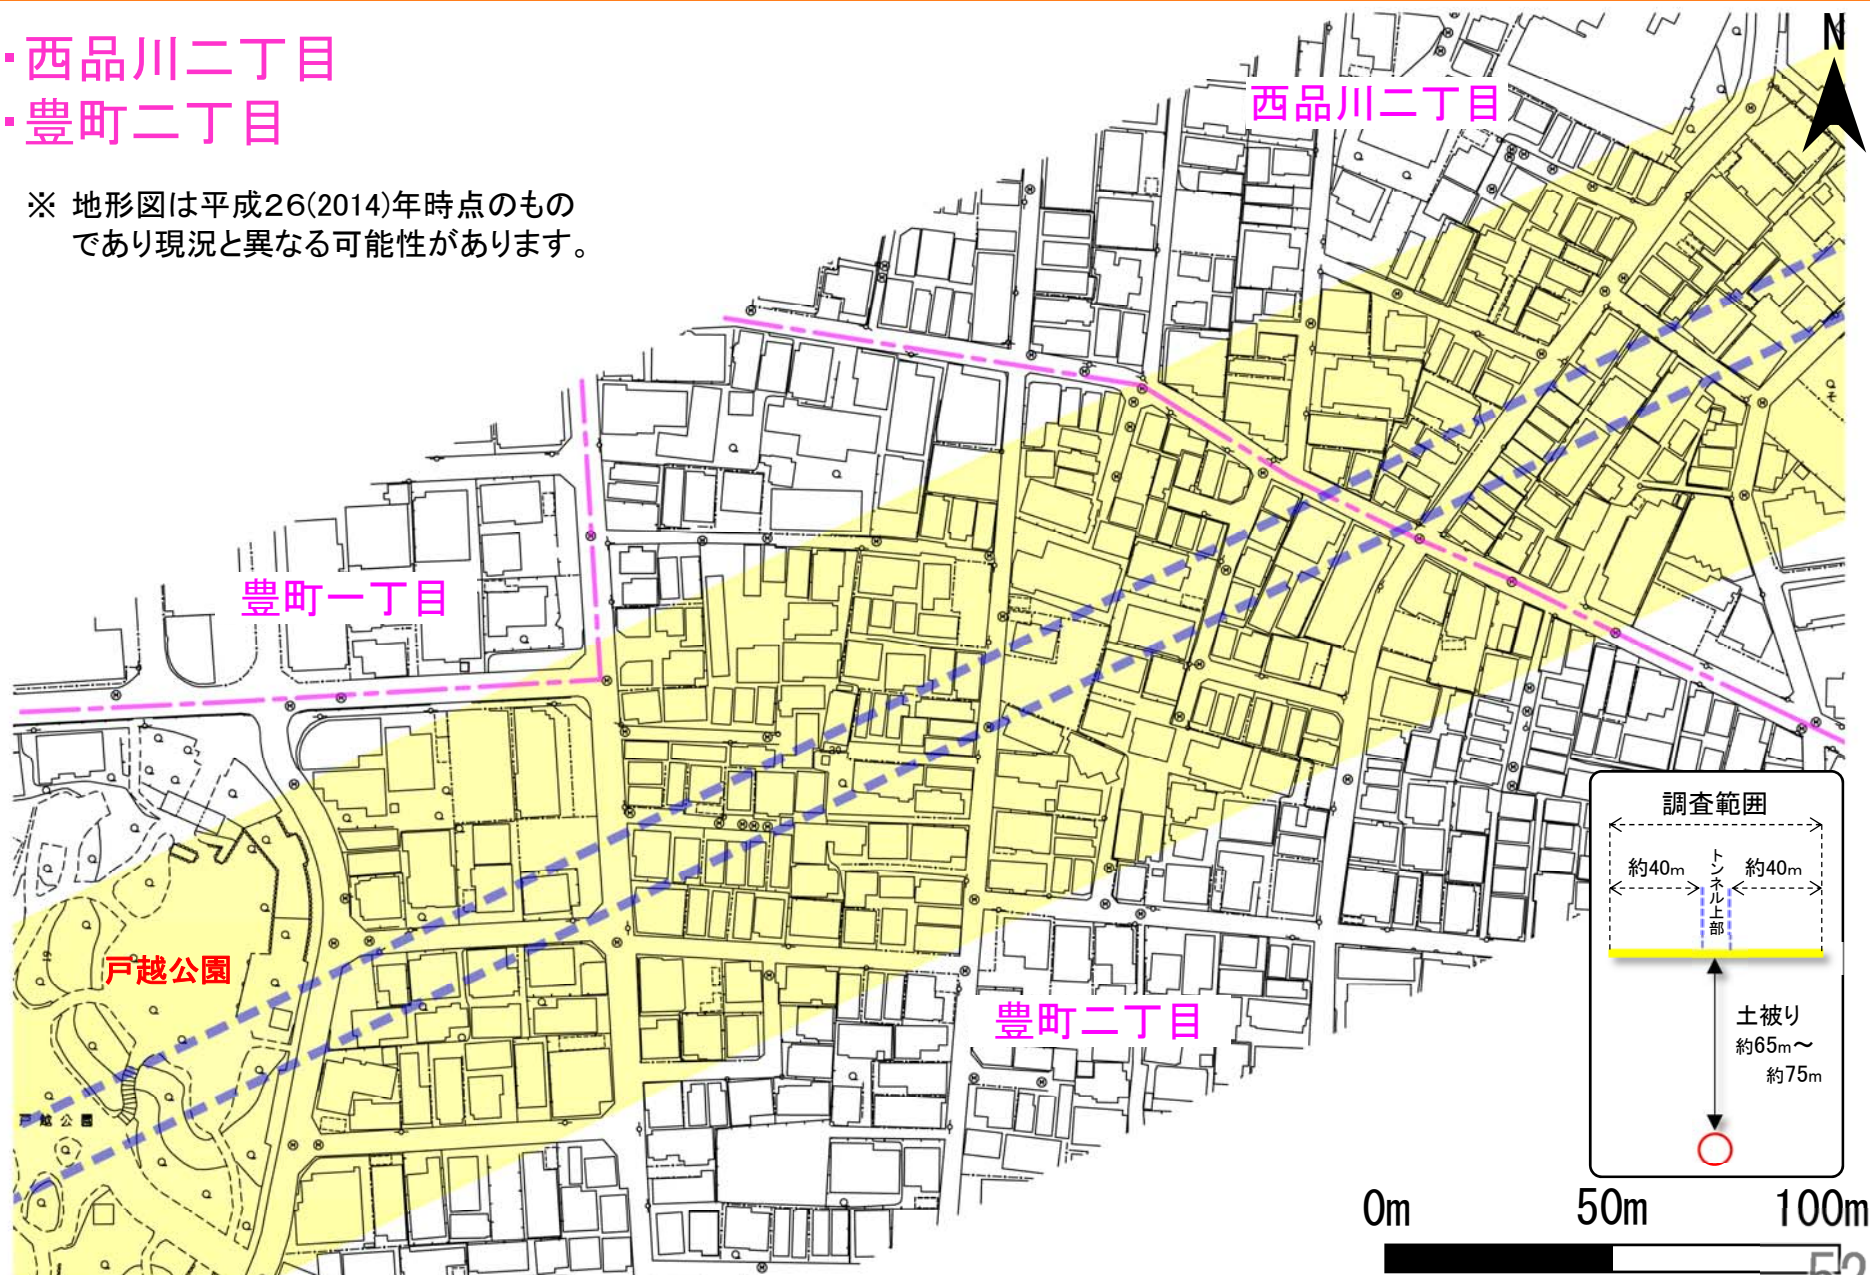 ・西品川二丁目
・豊町二丁目
※ 地形図は平成26(2014)年時点のもの
であり現況と異なる可能性があります。
N
西品川二丁目
豊町一丁目
戸越公園
戸越公園
豊町二丁目
調査範囲
約40m
トンネル上部
約40m
土被り
約65m～
約75m
0m 50m 100m
52